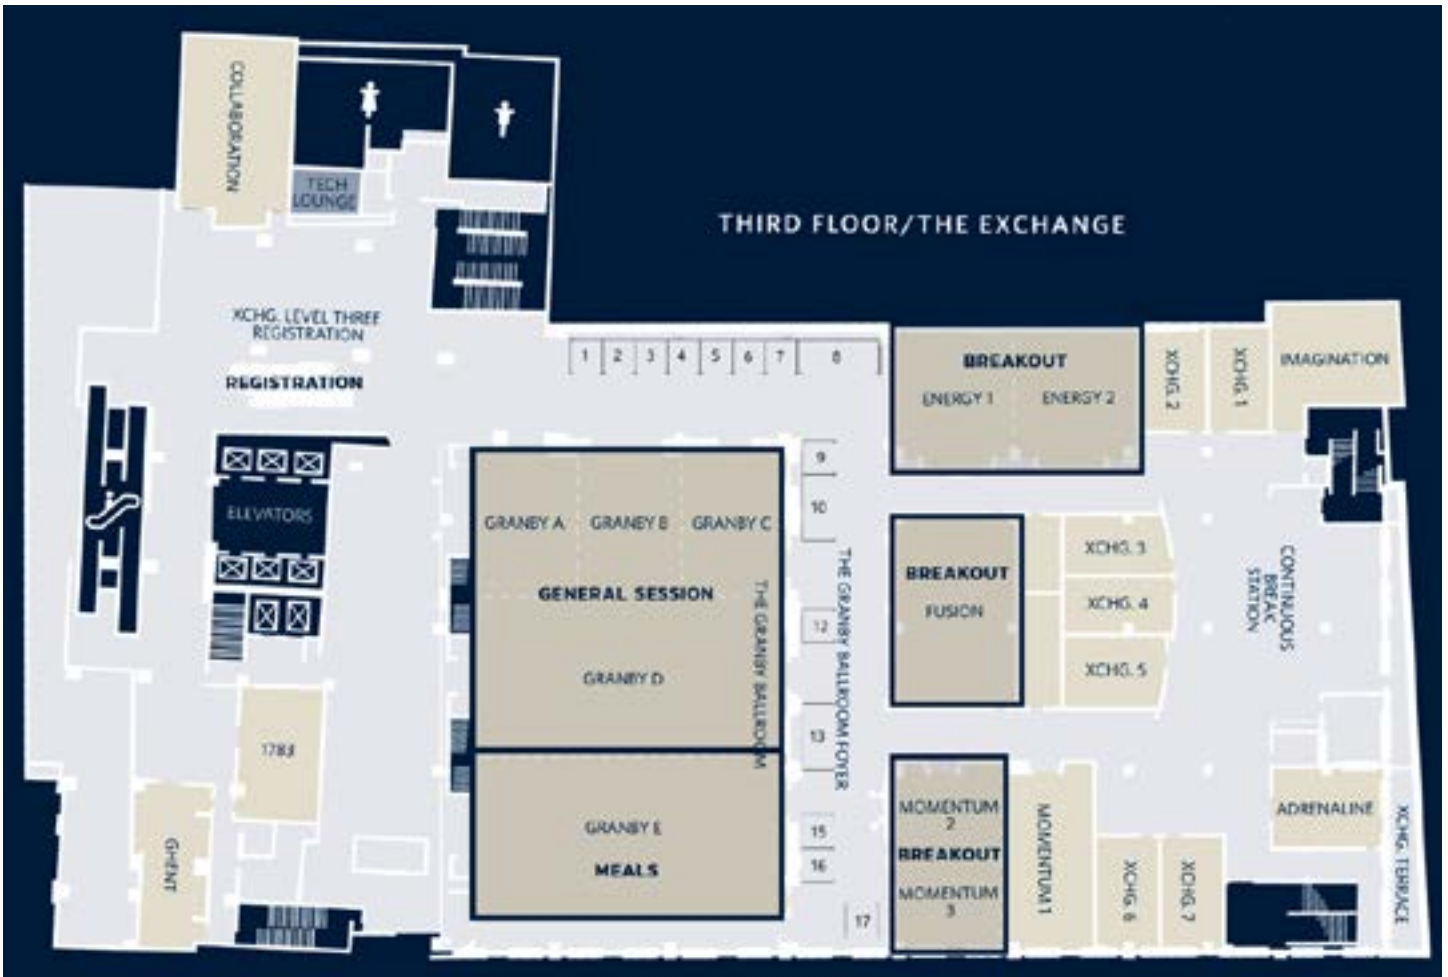 COLLABORATION
TECH
LOUNGE
THIRD FLOOR/THE EXCHANGE
XCHG. LEVEL THREE
REGISTRATION
REGISTRATION
1
2
3
4
5
6
7
8
BREAKOUT
ENERGY 1
ENERGY 2
XCHG. 2
XCHG. 1
IMAGINATION
ELEVATORS
9
10
12
13
15
16
17
GRANBY A
GRANBY B
GRANBY C
GENERAL SESSION
GRANBY D
THE GRANBY BALLROOM
THE GRANBY BALLROOM FOYER
BREAKOUT
FUSION
XCHG. 3
XCHG. 4
XCHG. 5
CONTINUOUS
BREAK
STATION
1783
GHENT
GRANBY E
MEALS
MOMENTUM
2
BREAKOUT
MOMENTUM
3
MOMENTUM 1
XCHG. 6
XCHG. 7
ADRENALINE
XCHG. TERRACE